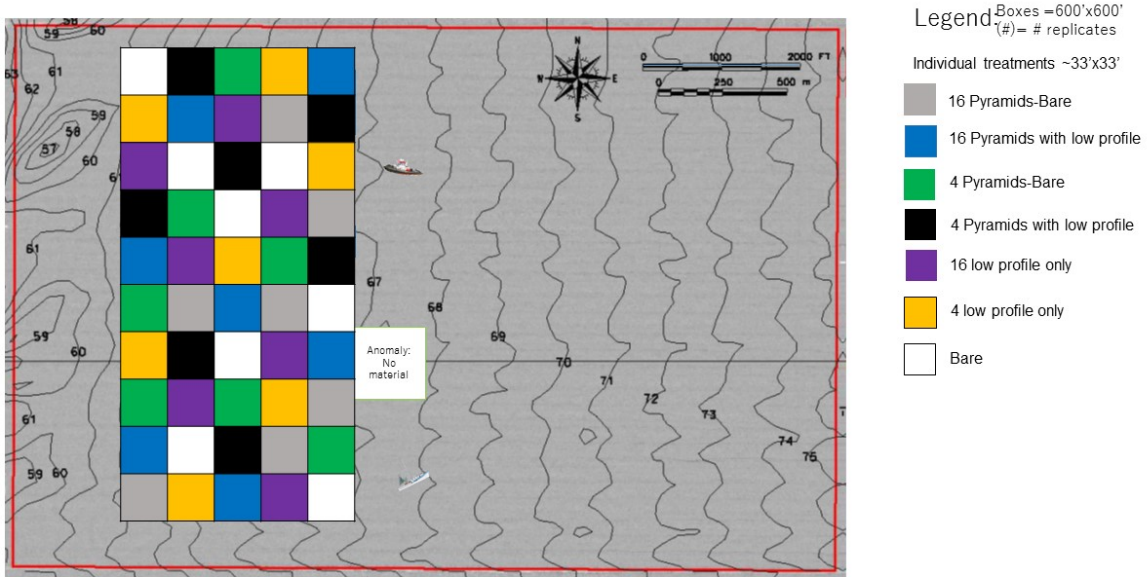 Legend:
Boxes =600'x600'
(#)= # replicates
Individual treatments ~33'x33'
16 Pyramids-Bare
16 Pyramids with low profile
4 Pyramids-Bare
4 Pyramids with low profile
16 low profile only
4 low profile only
Bare
N
W E
S
0 1000 2000 FT
0 250 500 m
59
60
61
62
59
58
57
60
61
59
60
61
59 60
67
68
69
70
71
72
73
74
75
Anomaly:
No
material